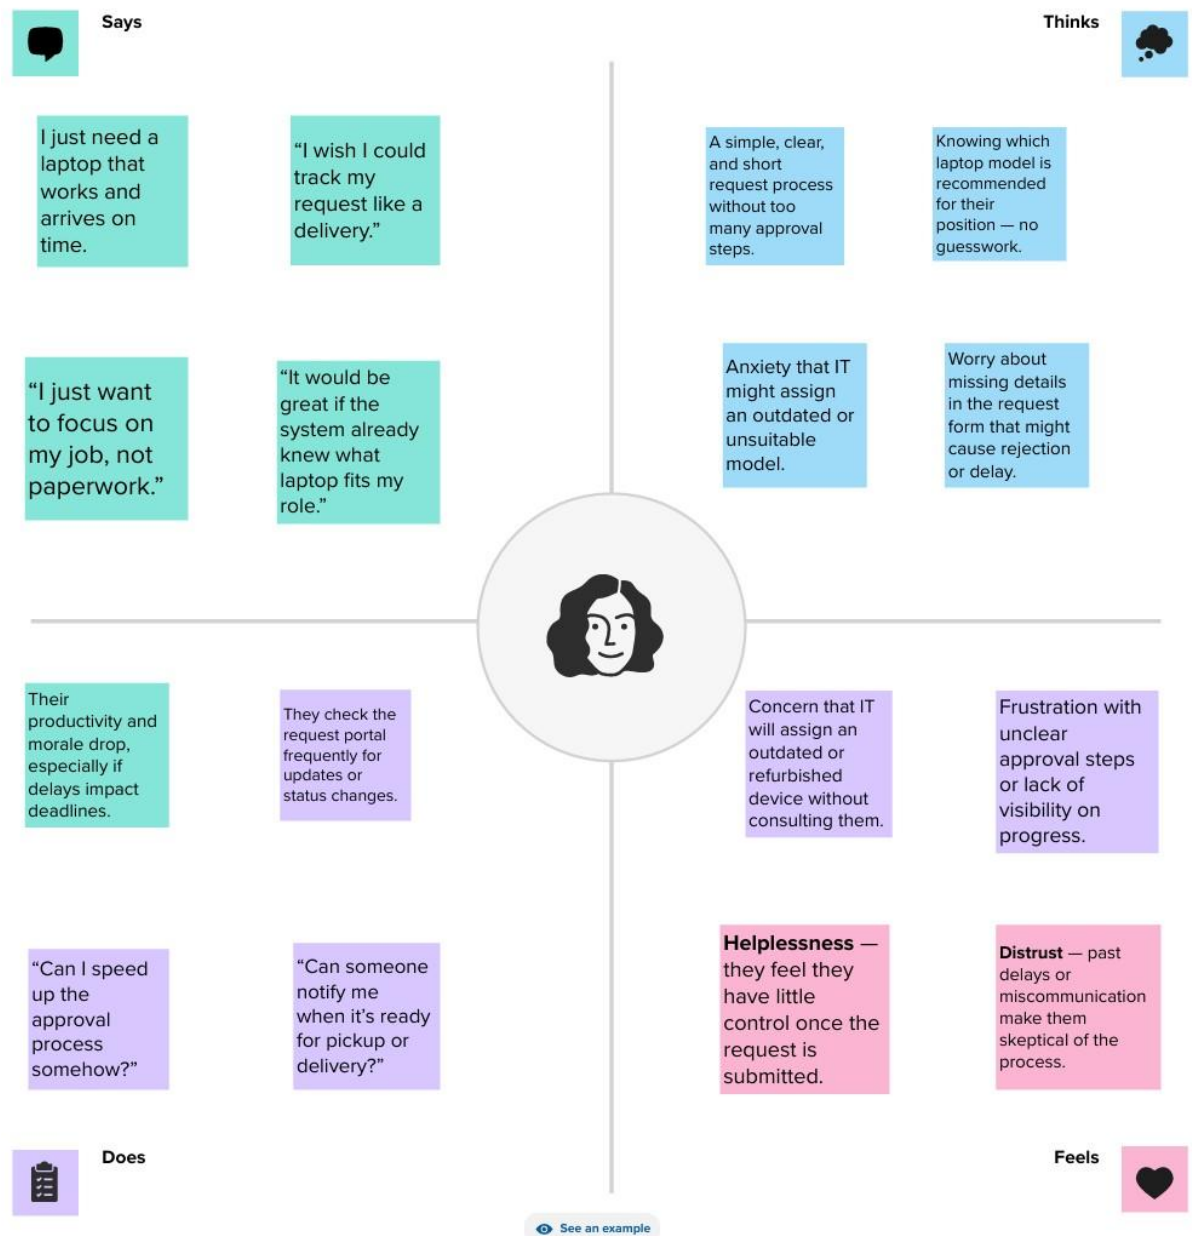 Says
Thinks
I just need a
laptop that
works and
arrives on
time.
“I wish I could
track my
request like a
delivery.”
A simple, clear,
and short
request process
without too
many approval
steps.
Knowing which
laptop model is
recommended
for their
position — no
guesswork.
“I just want
to focus on
my job, not
paperwork.”
“It would be
great if the
system already
knew what
laptop fits my
role.”
Anxiety that IT
might assign
an outdated or
unsuitable
model.
Worry about
missing details
in the request
form that might
cause rejection
or delay.
Their
productivity and
morale drop,
especially if
delays impact
deadlines.
They check the
request portal
frequently for
updates or
status changes.
Concern that IT
will assign an
outdated or
refurbished
device without
consulting them.
Frustration with
unclear
approval steps
or lack of
visibility on
progress.
“Can I speed
up the
approval
process
somehow?”
“Can someone
notify me
when it’s ready
for pickup or
delivery?”
Helplessness —
they feel they
have little
control once the
request is
submitted.
Distrust — past
delays or
miscommunication
make them
skeptical of the
process.
Does
Feels
See an example